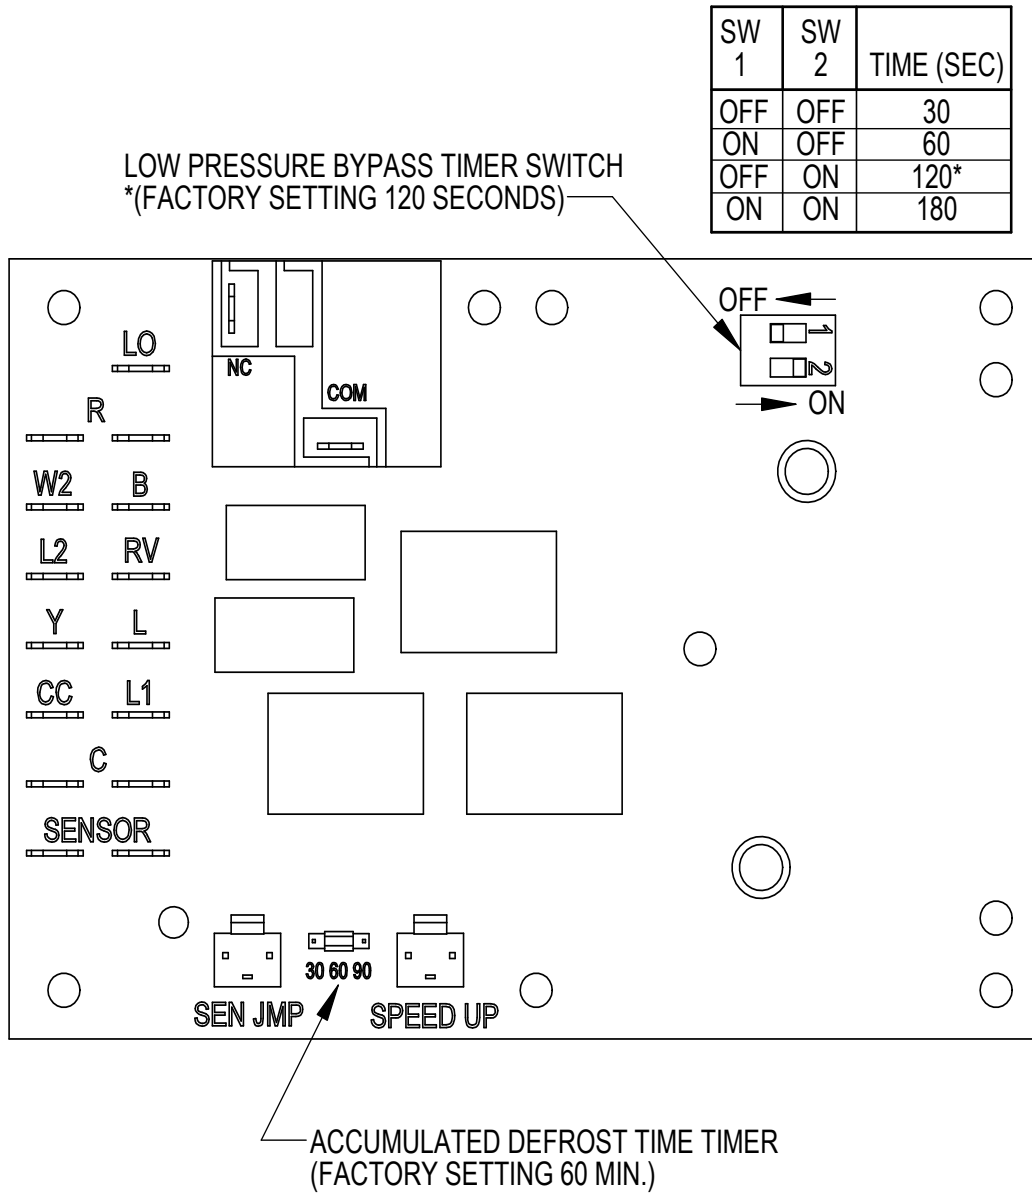 SW 1 SW 2 TIME (SEC)
OFF OFF 30
ON OFF 60
OFF ON 120*
ON ON 180
LOW PRESSURE BYPASS TIMER SWITCH
*(FACTORY SETTING 120 SECONDS)
OFF
1
2
ON
NC
COM
LO
R
W2 B
L2 RV
Y L
CC L1
C
SENSOR
30 60 90
SEN JMP SPEED UP
ACCUMULATED DEFROST TIME TIMER
(FACTORY SETTING 60 MIN.)